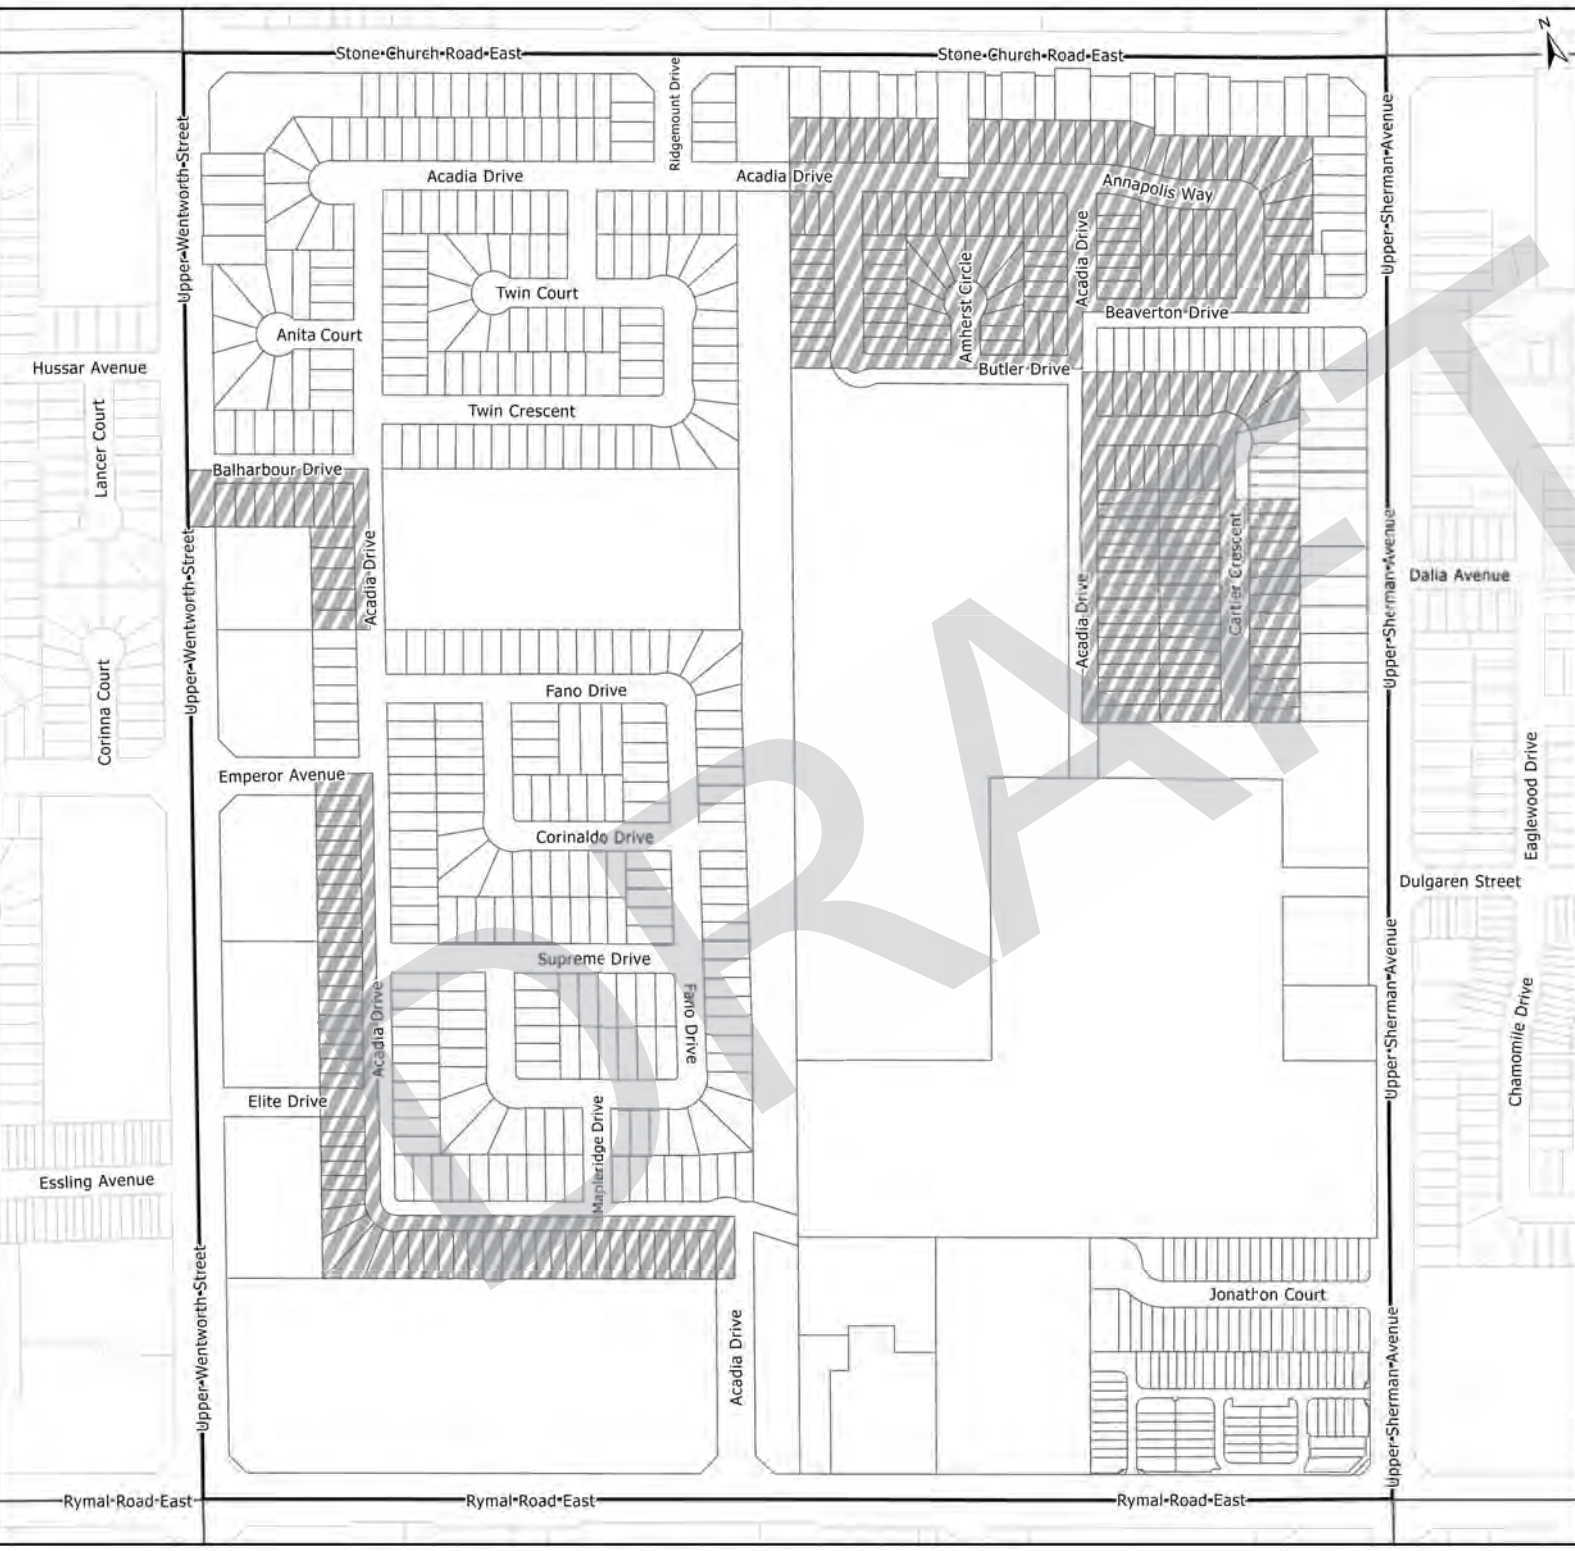 N
Stone Church Road East
Stone Church Road East
Ridgemount Drive
Upper Wentworth Street
Upper Sherman Avenue
Acadia Drive
Acadia Drive
Annapolis Way
Acadia Drive
Amherst Circle
Twin Court
Beaverton Drive
Anita Court
Hussar Avenue
Butler Drive
Lancer Court
Twin Crescent
Balharbour Drive
Upper Wentworth Street
Acadia Drive
Acadia Drive
Cartier Crescent
Upper Sherman Avenue
Dalia Avenue
Corinna Court
Fano Drive
Emperor Avenue
Eaglewood Drive
Corinaldo Drive
Dulgaren Street
Supreme Drive
Acadia Drive
Fano Drive
Upper Sherman Avenue
Chamomile Drive
Elite Drive
Mapleridge Drive
Essling Avenue
Upper Wentworth Street
Jonathon Court
Acadia Drive
Upper Sherman Avenue
Rymal Road East
Rymal Road East
Rymal Road East
DRAFT